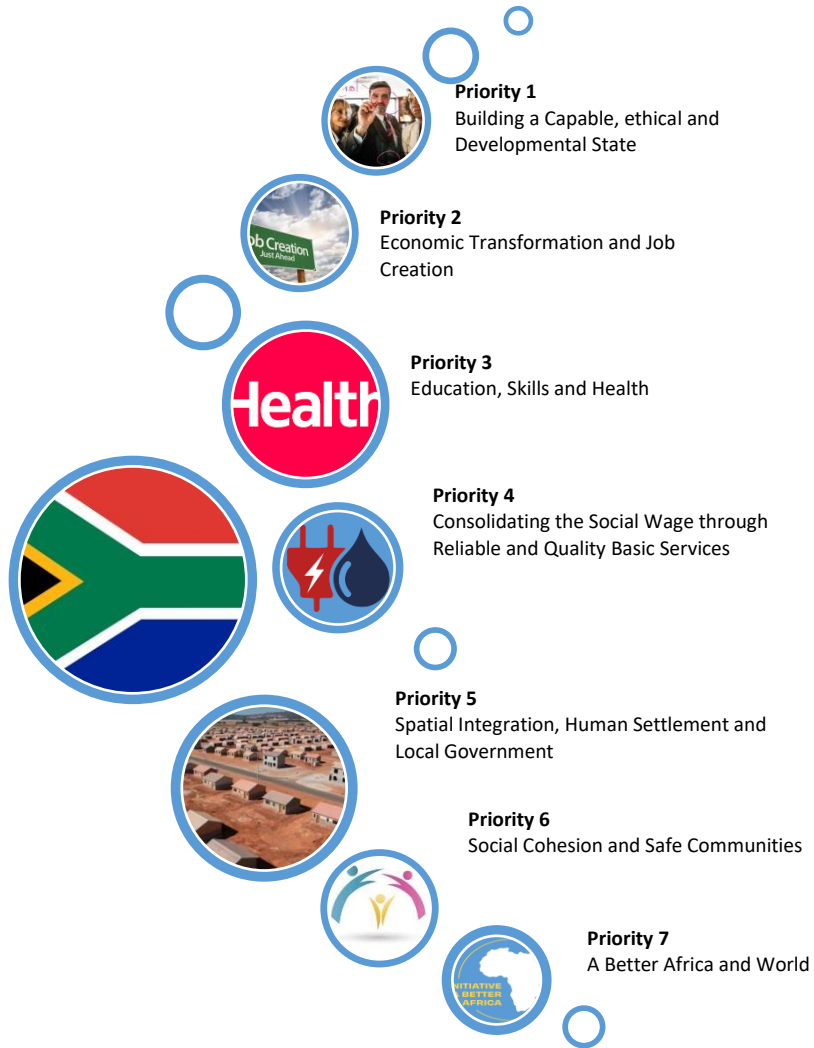 Priority 1
Building a Capable, ethical and
Developmental State
Priority 2
Economic Transformation and Job
Creation
ob Creation
Just Ahead
Priority 3
Education, Skills and Health
Health
Priority 4
Consolidating the Social Wage through
Reliable and Quality Basic Services
Priority 5
Spatial Integration, Human Settlement and
Local Government
Priority 6
Social Cohesion and Safe Communities
Priority 7
A Better Africa and World
NITIATIVE
BETTER
AFRICA